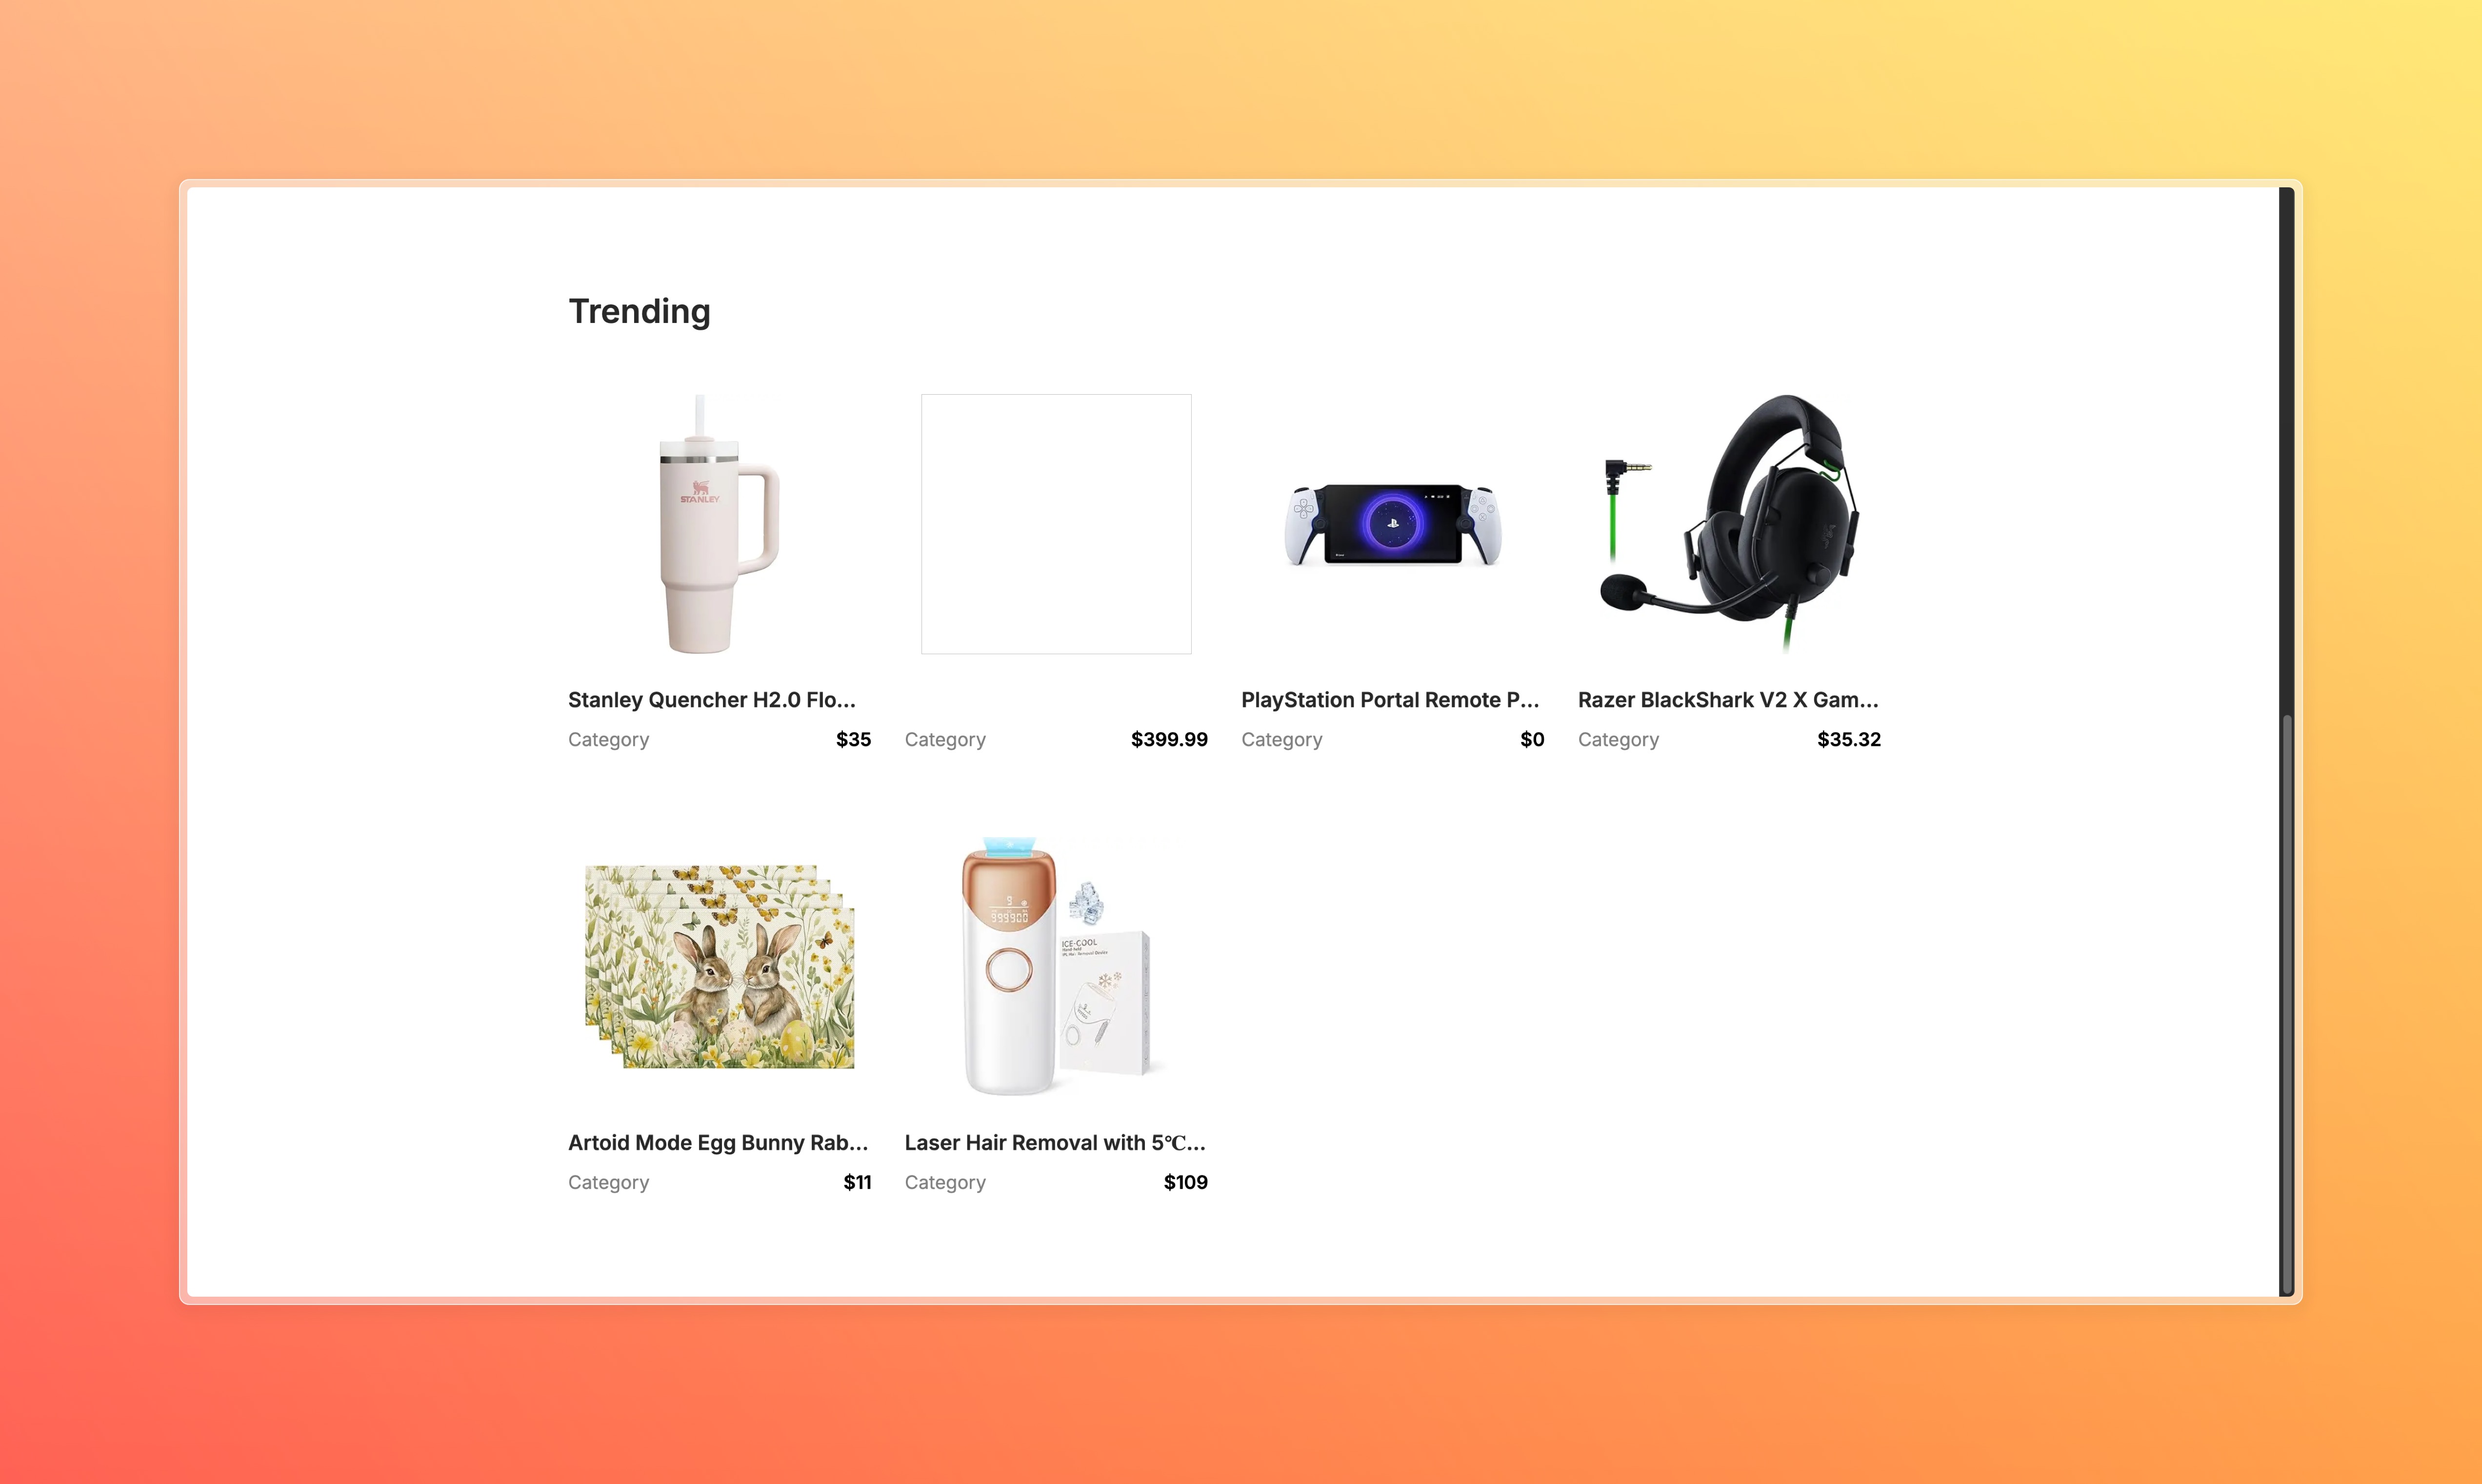 Trending
STANLEY
Stanley Quencher H2.0 Flo...
Category $35
Category $399.99
PlayStation Portal Remote P...
Category $0
Razer BlackShark V2 X Gam...
Category $35.32
9
999900
ICE-COOL
Artoid Mode Egg Bunny Rab...
Category $11
Laser Hair Removal with 5℃...
Category $109